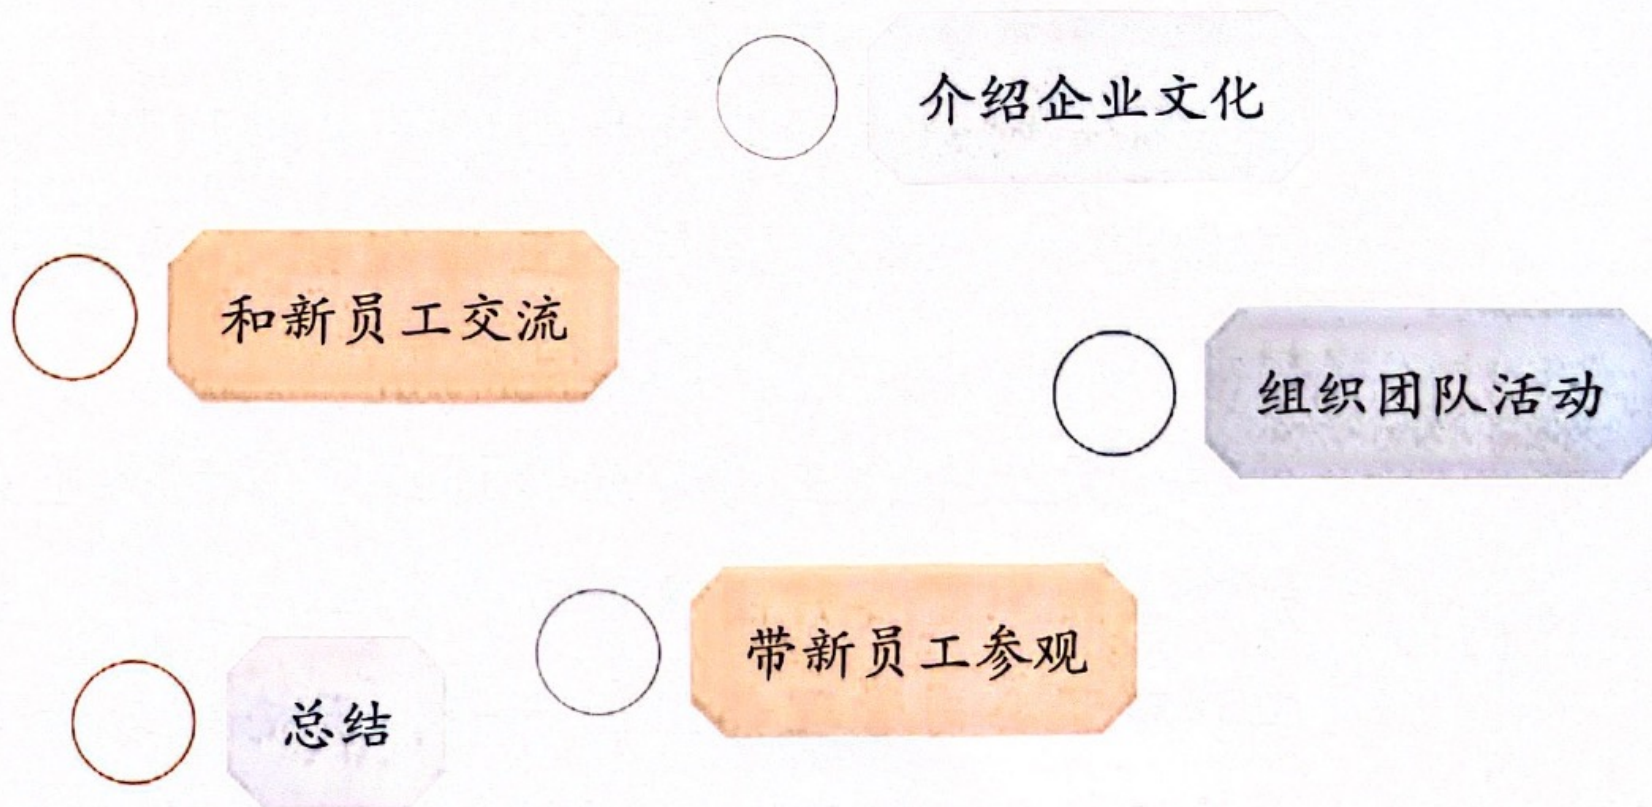 介绍企业文化
和新员工交流
组织团队活动
带新员工参观
总结